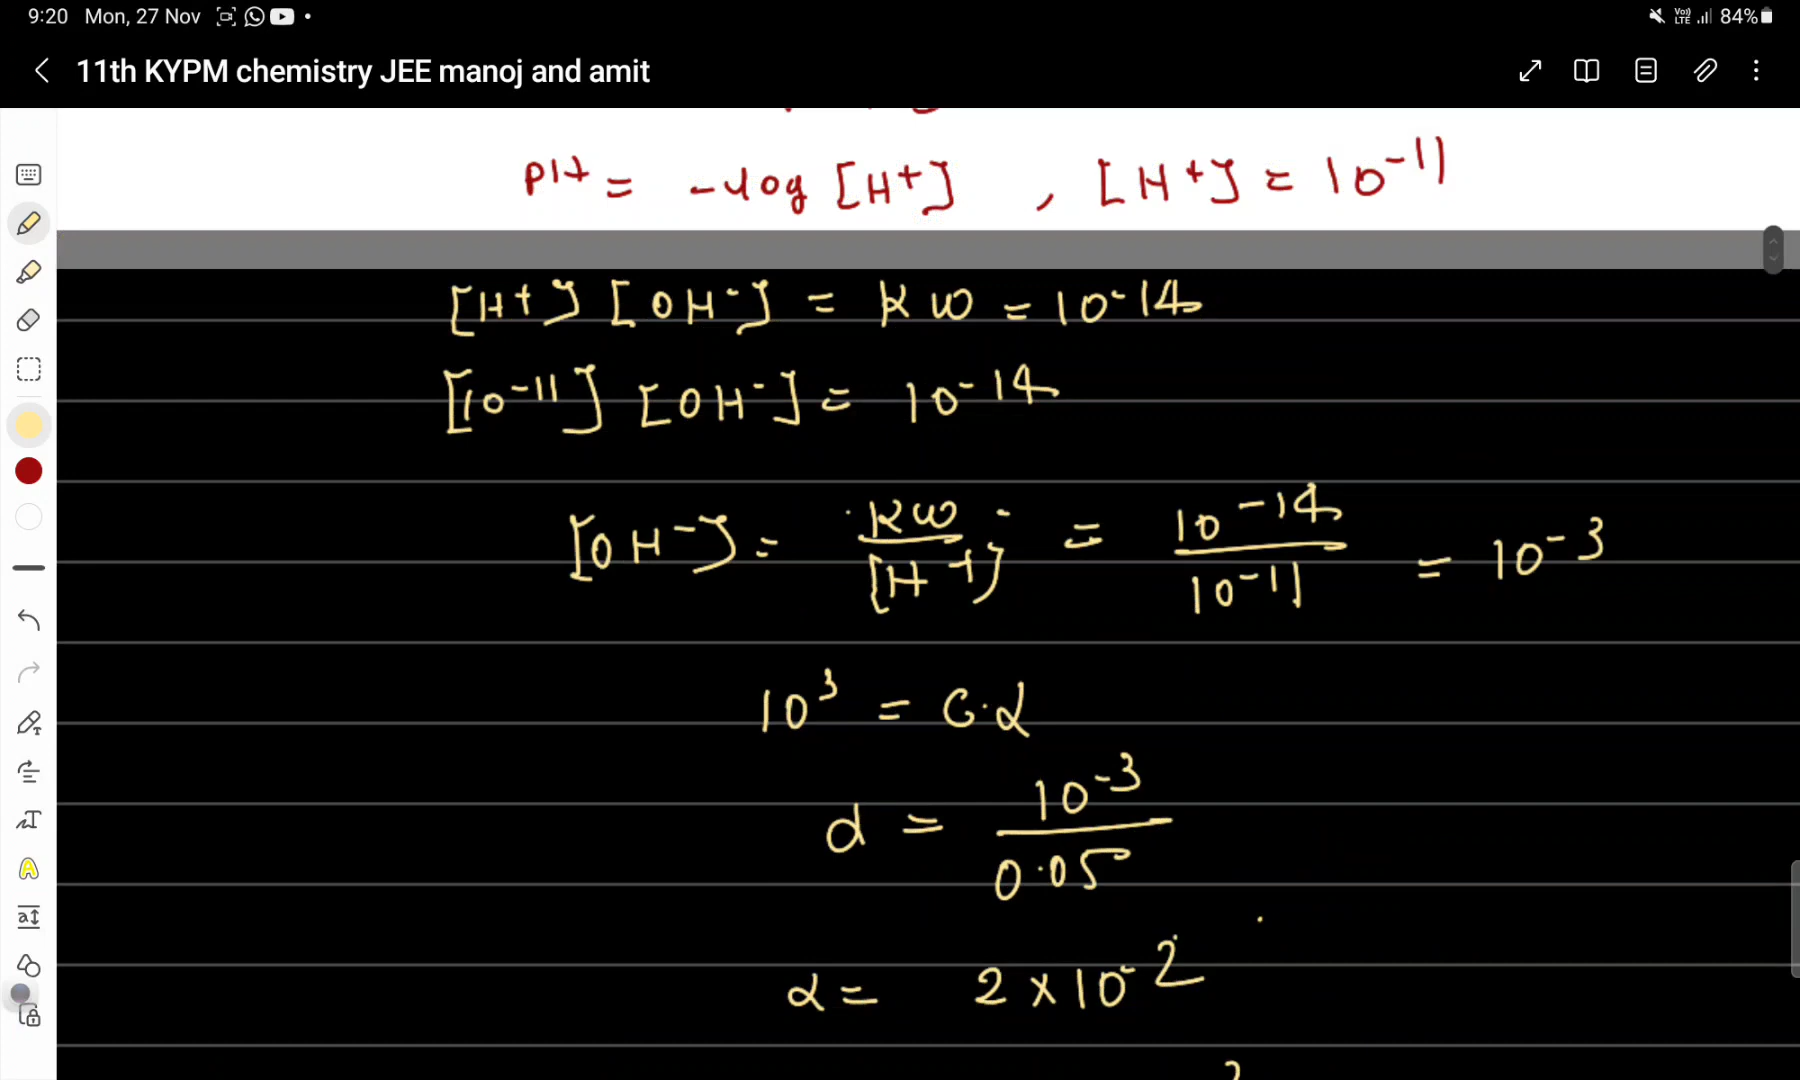 9:20 Mon, 27 Nov 84%
11th KYPM chemistry JEE manoj and amit
PH = -log [H+] , [H+] = 10^-11
[H+] [OH-] = Kw = 10^-14
[10^-11] [OH-] = 10^-14
[OH-] = Kw / [H+] = 10^-14 / 10^-11 = 10^-3
10^3 = C.α
α = 10^-3 / 0.05
α = 2 × 10^-2